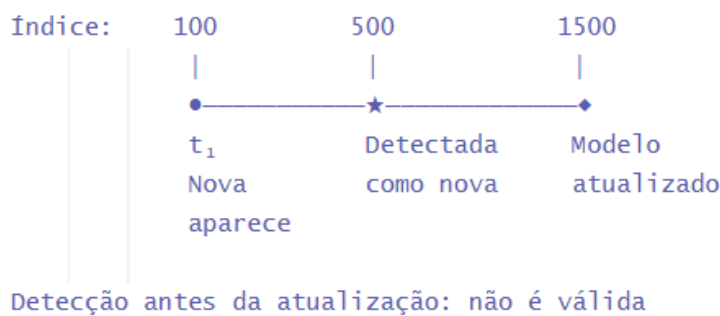 Índice: 100 500 1500
| | |
●───────────★─────────────◆
t₁ Detectada Modelo
Nova como nova atualizado
aparece
Detecção antes da atualização: não é válida